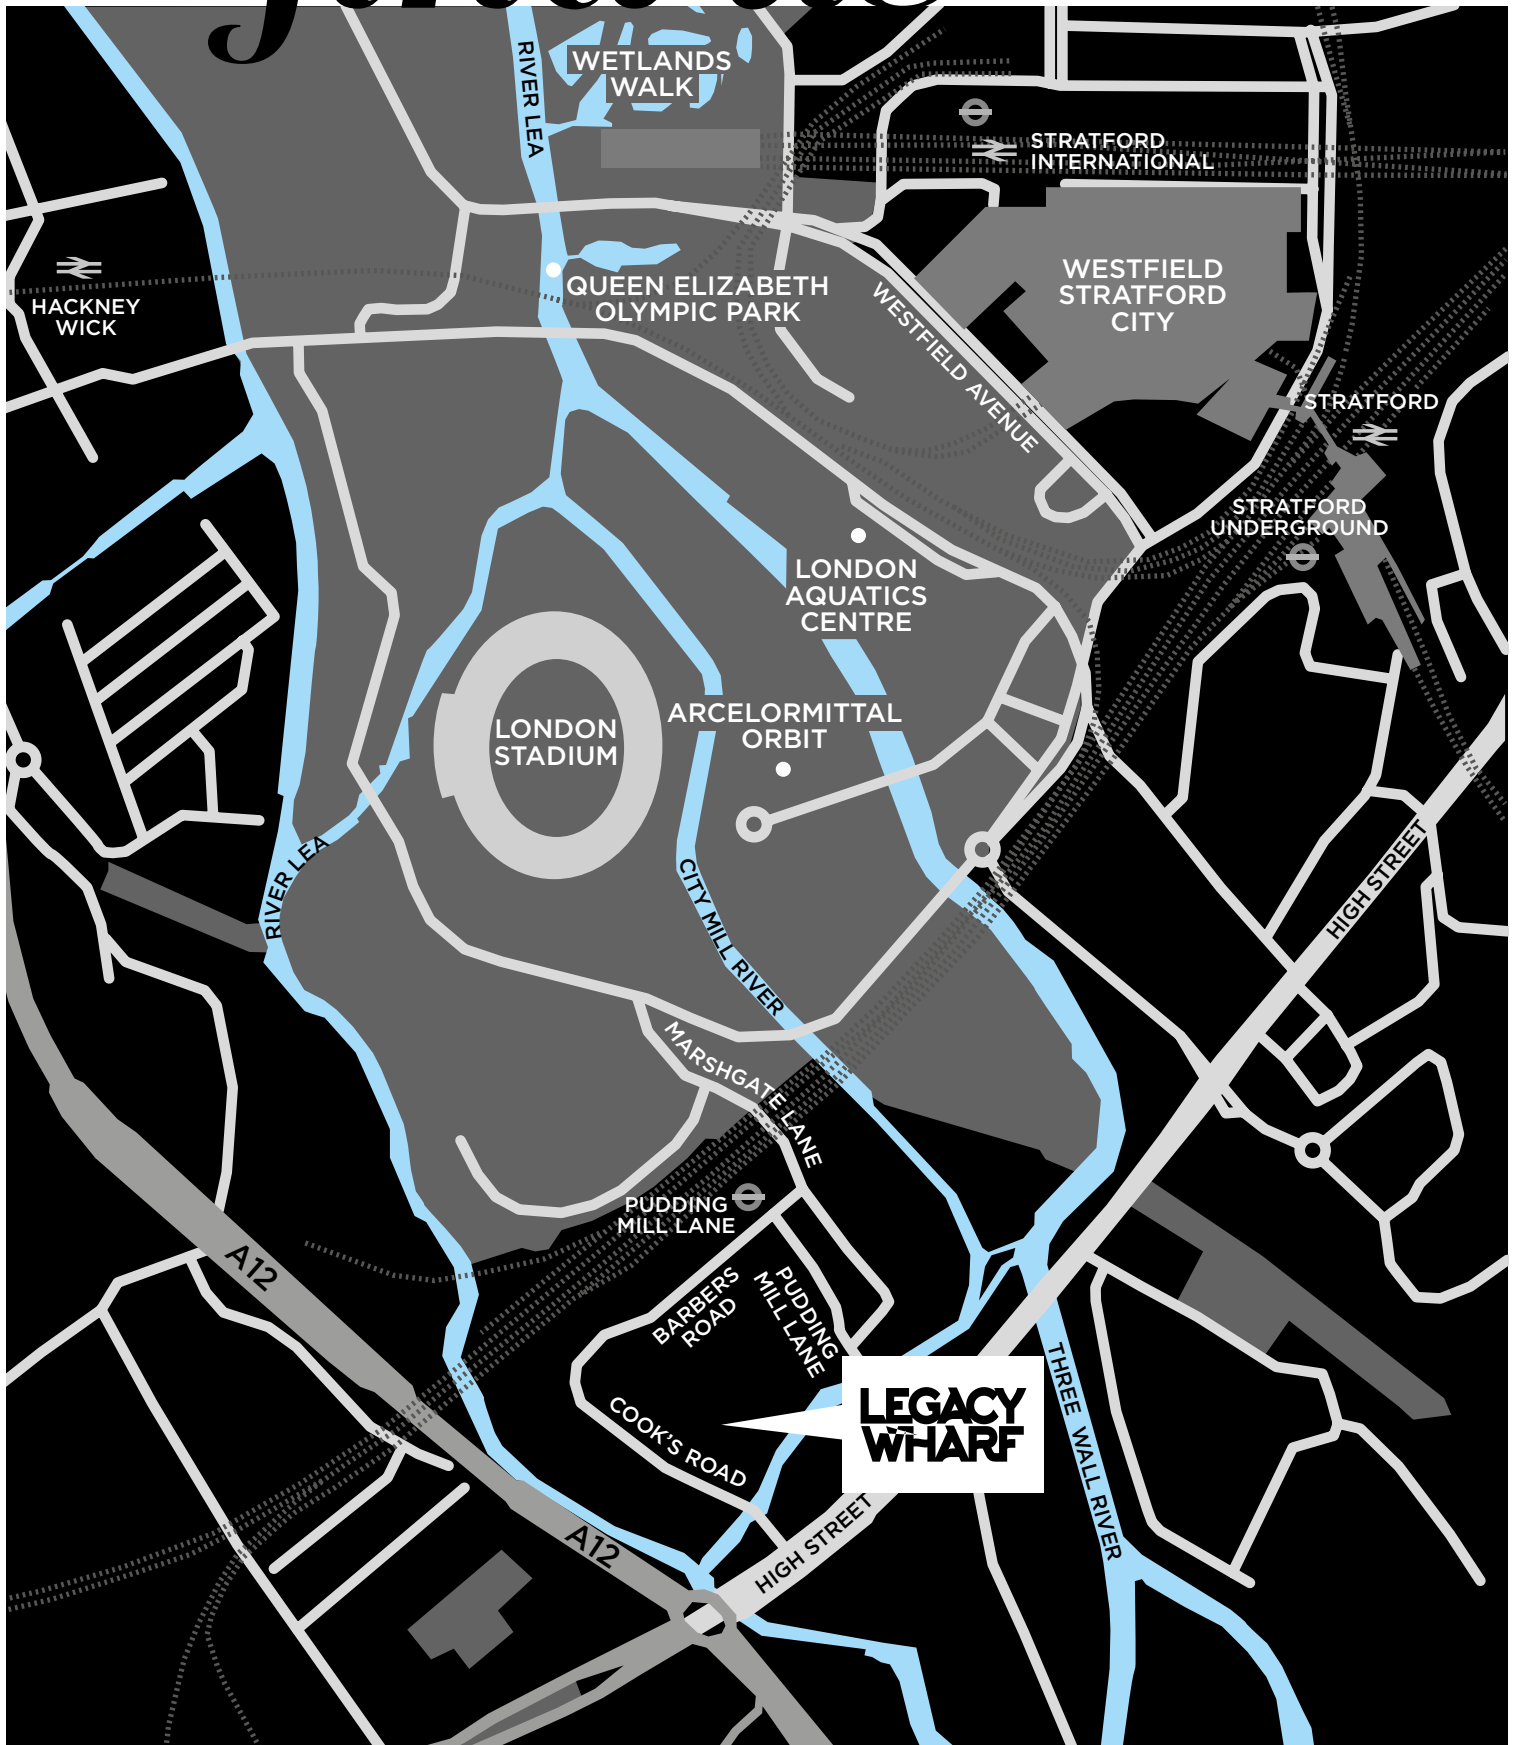 WETLANDS
WALK
RIVER LEA
STRATFORD
INTERNATIONAL
HACKNEY
WICK
QUEEN ELIZABETH
OLYMPIC PARK
WESTFIELD
STRATFORD
CITY
WESTFIELD AVENUE
STRATFORD
STRATFORD
UNDERGROUND
LONDON
AQUATICS
CENTRE
LONDON
STADIUM
ARCELORMITTAL
ORBIT
RIVER LEA
CITY MILL RIVER
HIGH STREET
MARSHGATE LANE
PUDDING
MILL LANE
A12
BARBERS
ROAD
PUDDING
MILL LANE
THREE WALL RIVER
LEGACY
WHARF
COOK'S ROAD
HIGH STREET
A12